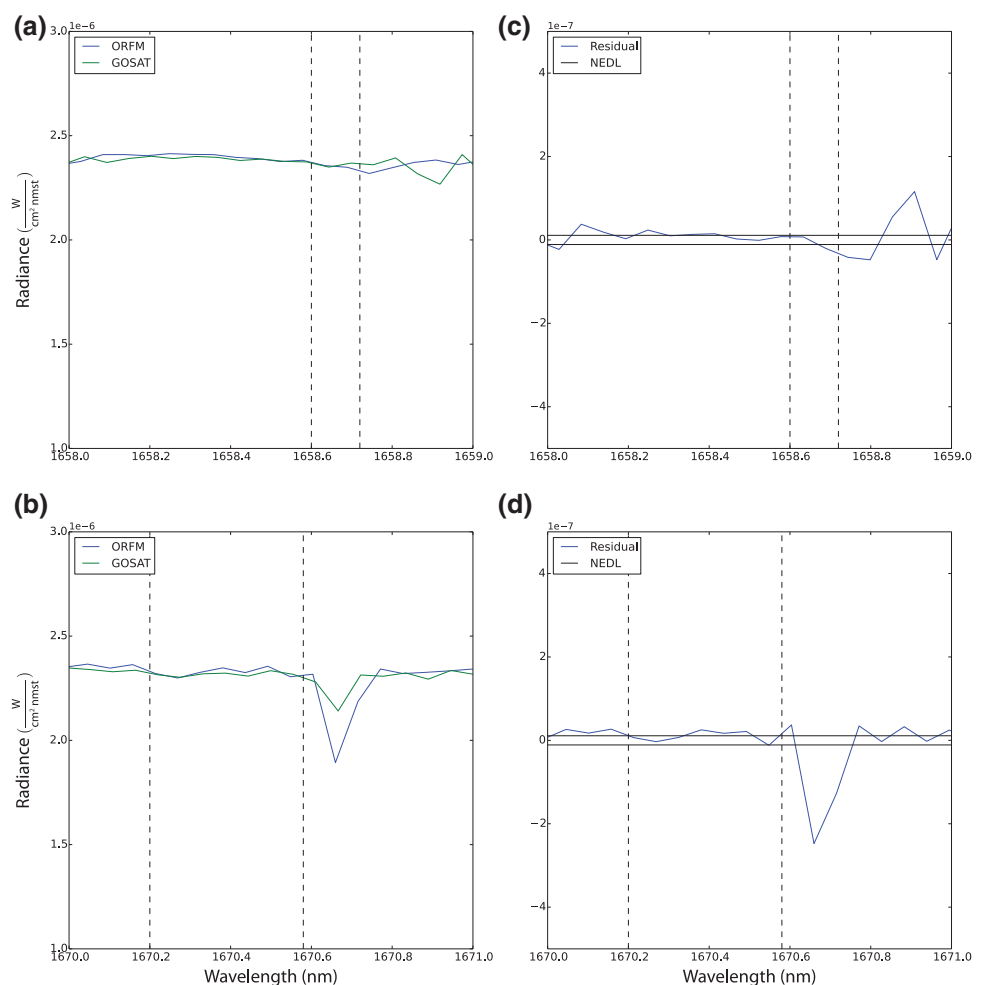 (a)
1e−6
ORFM
GOSAT
3.0
2.5
2.0
1.5
1.0
1658.0 1658.2 1658.4 1658.6 1658.8 1659.0
Radiance (W/cm² nmst)
(c)
1e−7
Residual
NEDL
4
2
0
−2
−4
1658.0 1658.2 1658.4 1658.6 1658.8 1659.0
(b)
1e−6
ORFM
GOSAT
3.0
2.5
2.0
1.5
1.0
1670.0 1670.2 1670.4 1670.6 1670.8 1671.0
Radiance (W/cm² nmst)
Wavelength (nm)
(d)
1e−7
Residual
NEDL
4
2
0
−2
−4
1670.0 1670.2 1670.4 1670.6 1670.8 1671.0
Wavelength (nm)